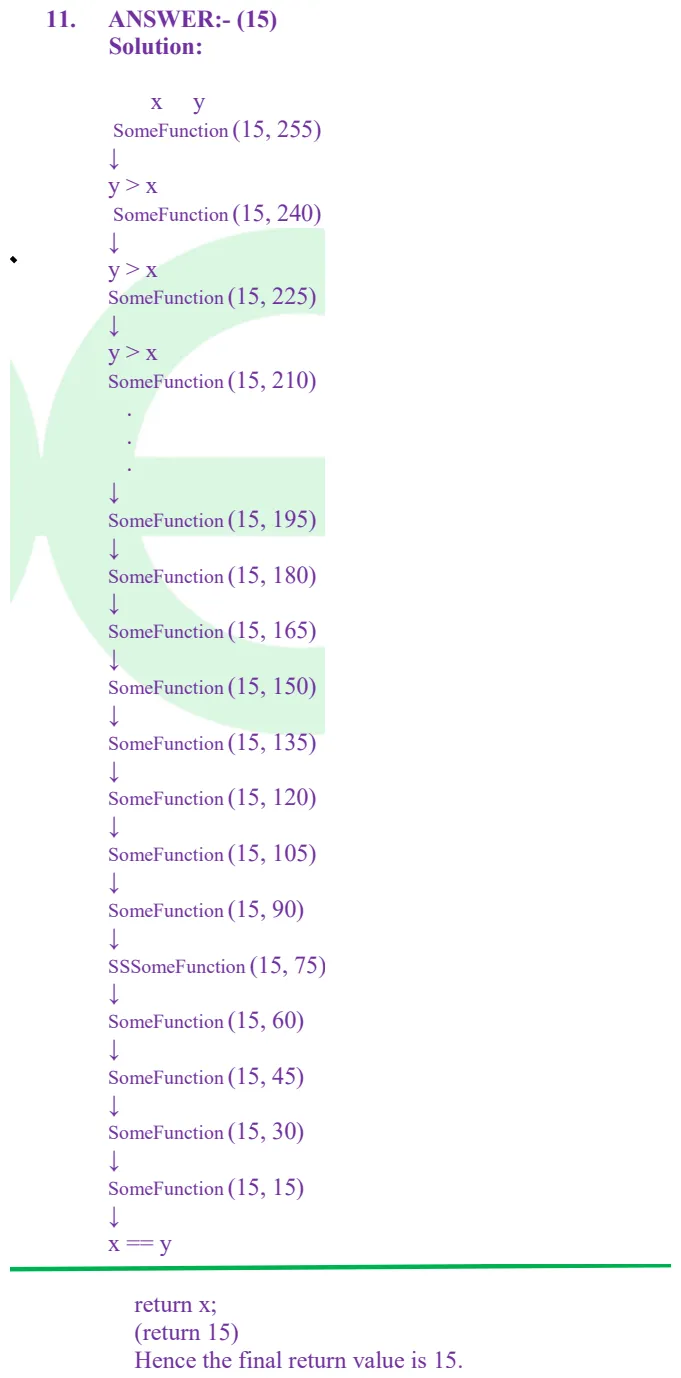 11. ANSWER:- (15)
Solution:
x y
SomeFunction (15, 255)
↓
y > x
SomeFunction (15, 240)
↓
y > x
SomeFunction (15, 225)
↓
y > x
SomeFunction (15, 210)
.
.
.
↓
SomeFunction (15, 195)
↓
SomeFunction (15, 180)
↓
SomeFunction (15, 165)
↓
SomeFunction (15, 150)
↓
SomeFunction (15, 135)
↓
SomeFunction (15, 120)
↓
SomeFunction (15, 105)
↓
SomeFunction (15, 90)
↓
SSSomeFunction (15, 75)
↓
SomeFunction (15, 60)
↓
SomeFunction (15, 45)
↓
SomeFunction (15, 30)
↓
SomeFunction (15, 15)
↓
x == y
return x;
(return 15)
Hence the final return value is 15.